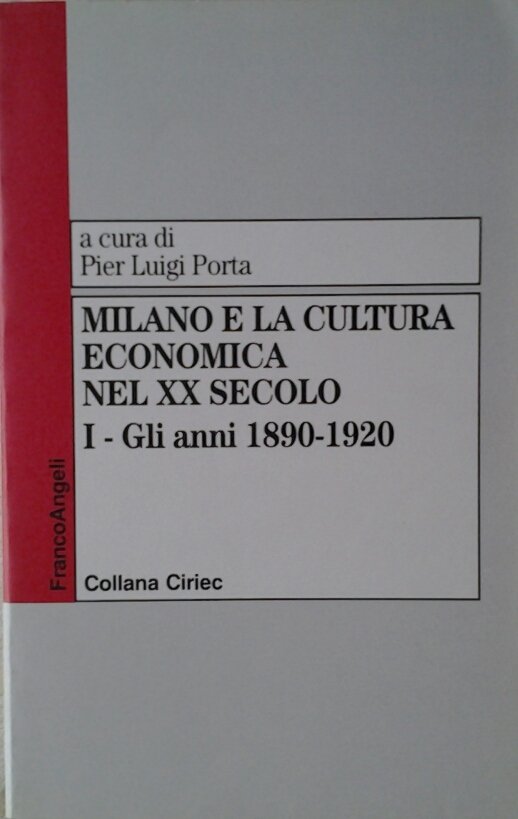 a cura di
Pier Luigi Porta
MILANO E LA CULTURA
ECONOMICA
NEL XX SECOLO
I - Gli anni 1890-1920
FrancoAngeli
Collana Ciriec